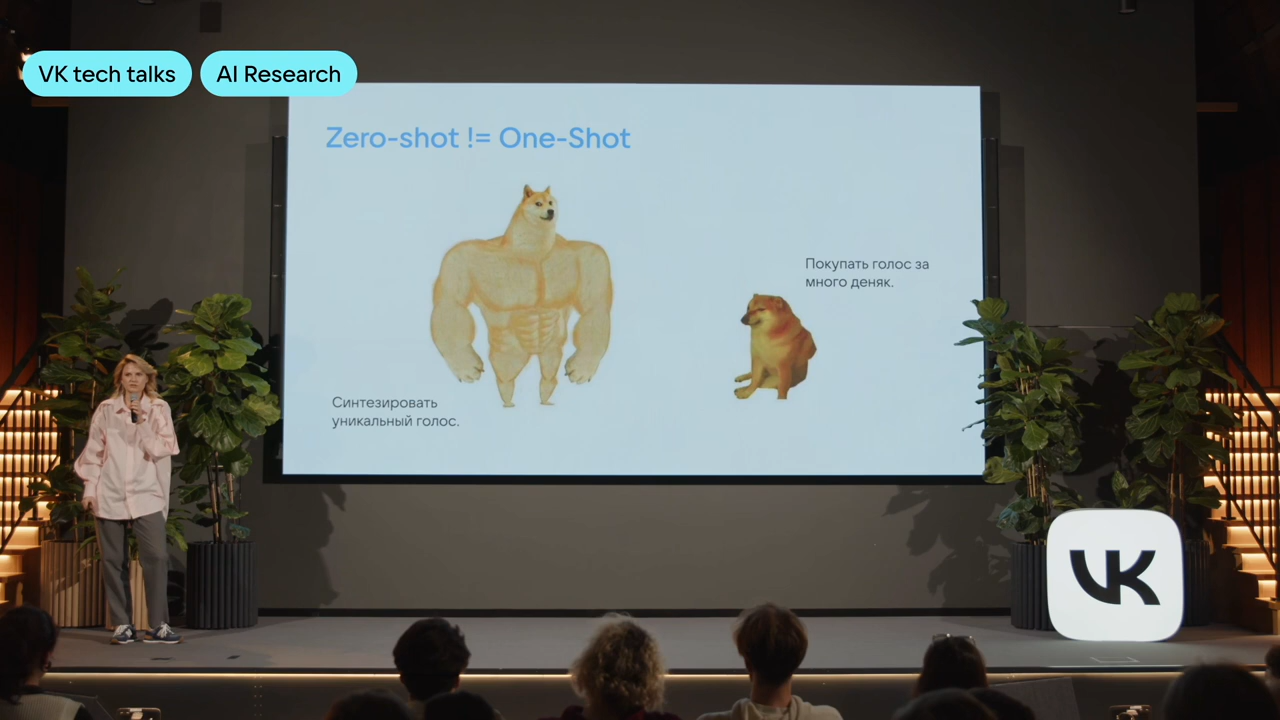 VK tech talks
AI Research
Zero-shot != One-Shot
Покупать голос за
много деняк.
Синтезировать
уникальный голос.
VK